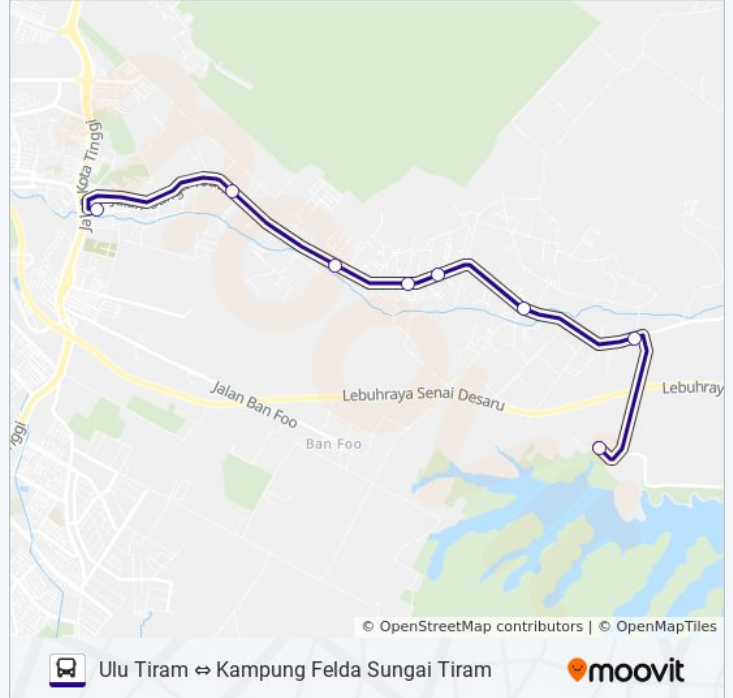 Jalan Kota Tinggi
Jalan Ban Foo
Lebuhraya Senai Desaru
Lebuhray
Ban Foo
nggi
© OpenStreetMap contributors | © OpenMapTiles
Ulu Tiram ⇔ Kampung Felda Sungai Tiram
moovit